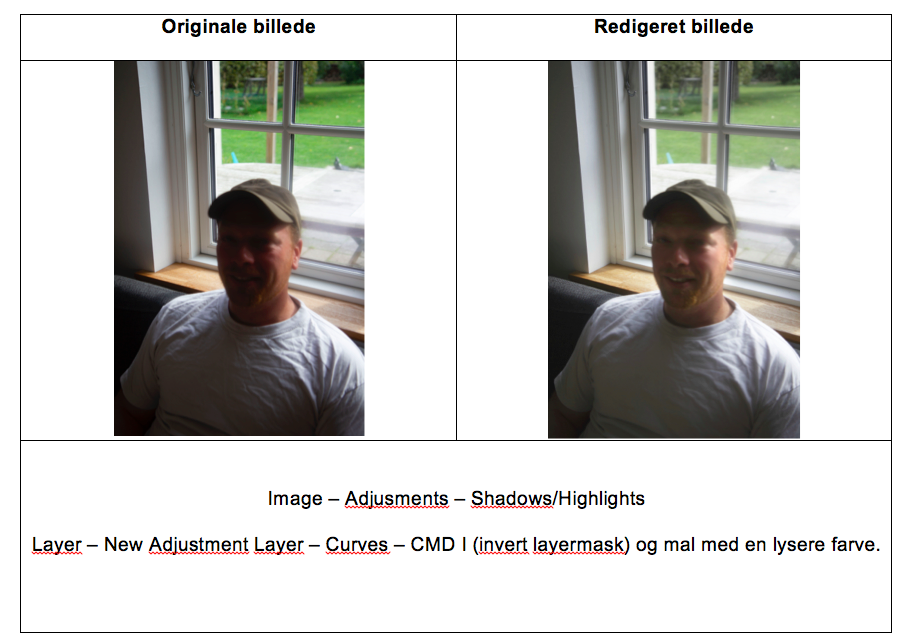 Originale billede
Redigeret billede
Image – Adjusments – Shadows/Highlights
Layer – New Adjustment Layer – Curves – CMD I (invert layermask) og mal med en lysere farve.